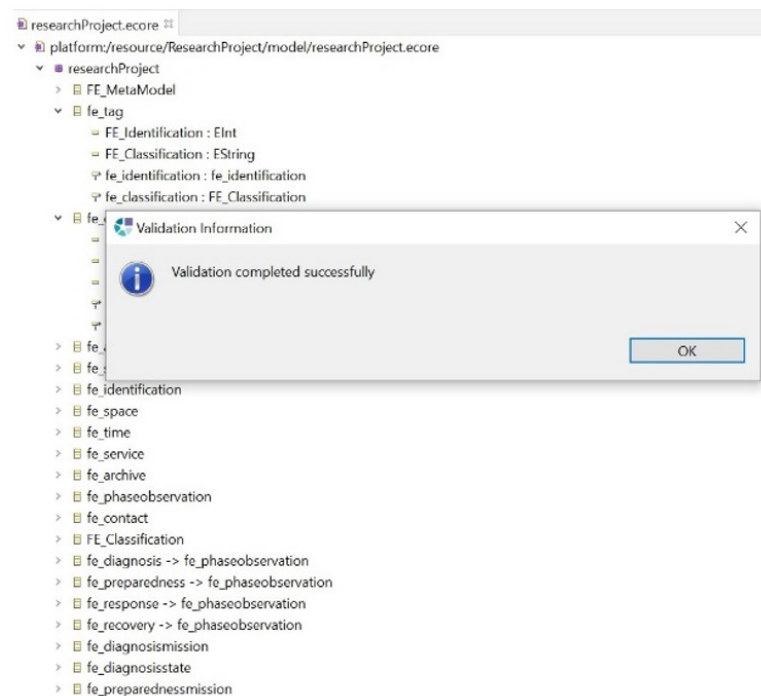 researchProject.ecore
platform:/resource/ResearchProject/model/researchProject.ecore
researchProject
FE_MetaModel
fe_tag
FE_Identification : EInt
FE_Classification : EString
fe_identification : fe_identification
fe_classification : FE_Classification
Validation Information
Validation completed successfully
OK
fe_identification
fe_space
fe_time
fe_service
fe_archive
fe_phaseobservation
fe_contact
FE_Classification
fe_diagnosis -> fe_phaseobservation
fe_preparedness -> fe_phaseobservation
fe_response -> fe_phaseobservation
fe_recovery -> fe_phaseobservation
fe_diagnosismission
fe_diagnosisstate
fe_preparednessmission